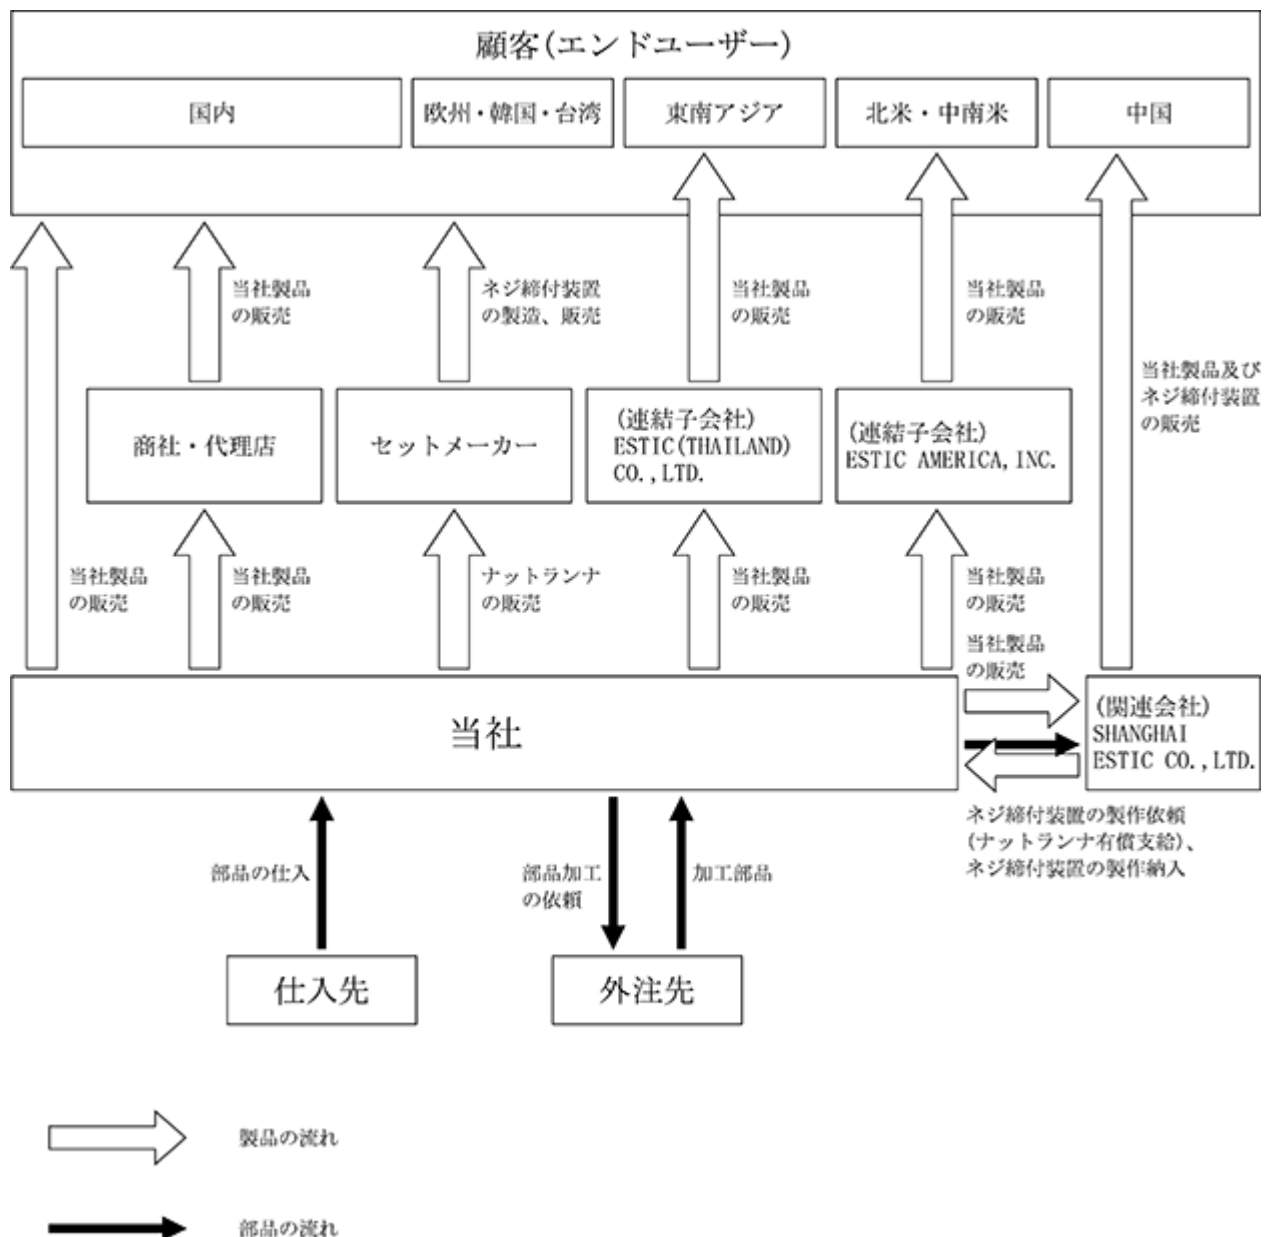 顧客(エンドユーザー)
国内
欧州・韓国・台湾
東南アジア
北米・中南米
中国
当社製品
の販売
ネジ締付装置
の製造、販売
当社製品
の販売
当社製品
の販売
当社製品及び
ネジ締付装置
の販売
商社・代理店
セットメーカー
(連結子会社)
ESTIC(THAILAND)
CO.,LTD.
(連結子会社)
ESTIC AMERICA,INC.
当社製品
の販売
当社製品
の販売
ナットランナ
の販売
当社製品
の販売
当社製品
の販売
当社製品
の販売
当社
(関連会社)
SHANGHAI
ESTIC CO.,LTD.
ネジ締付装置の製作依頼
(ナットランナ有償支給)、
ネジ締付装置の製作納入
部品の仕入
部品加工
の依頼
加工部品
仕入先
外注先
製品の流れ
部品の流れ